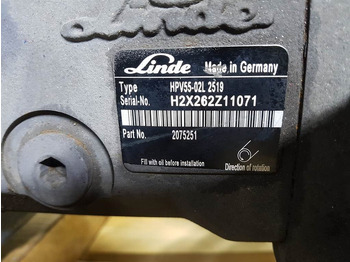 Linde
Linde Made in Germany
Type HPV55-02L 2519
Serial-No. H2X262Z11071
Part No. 2075251
Fill with oil before installation
Direction of rotation